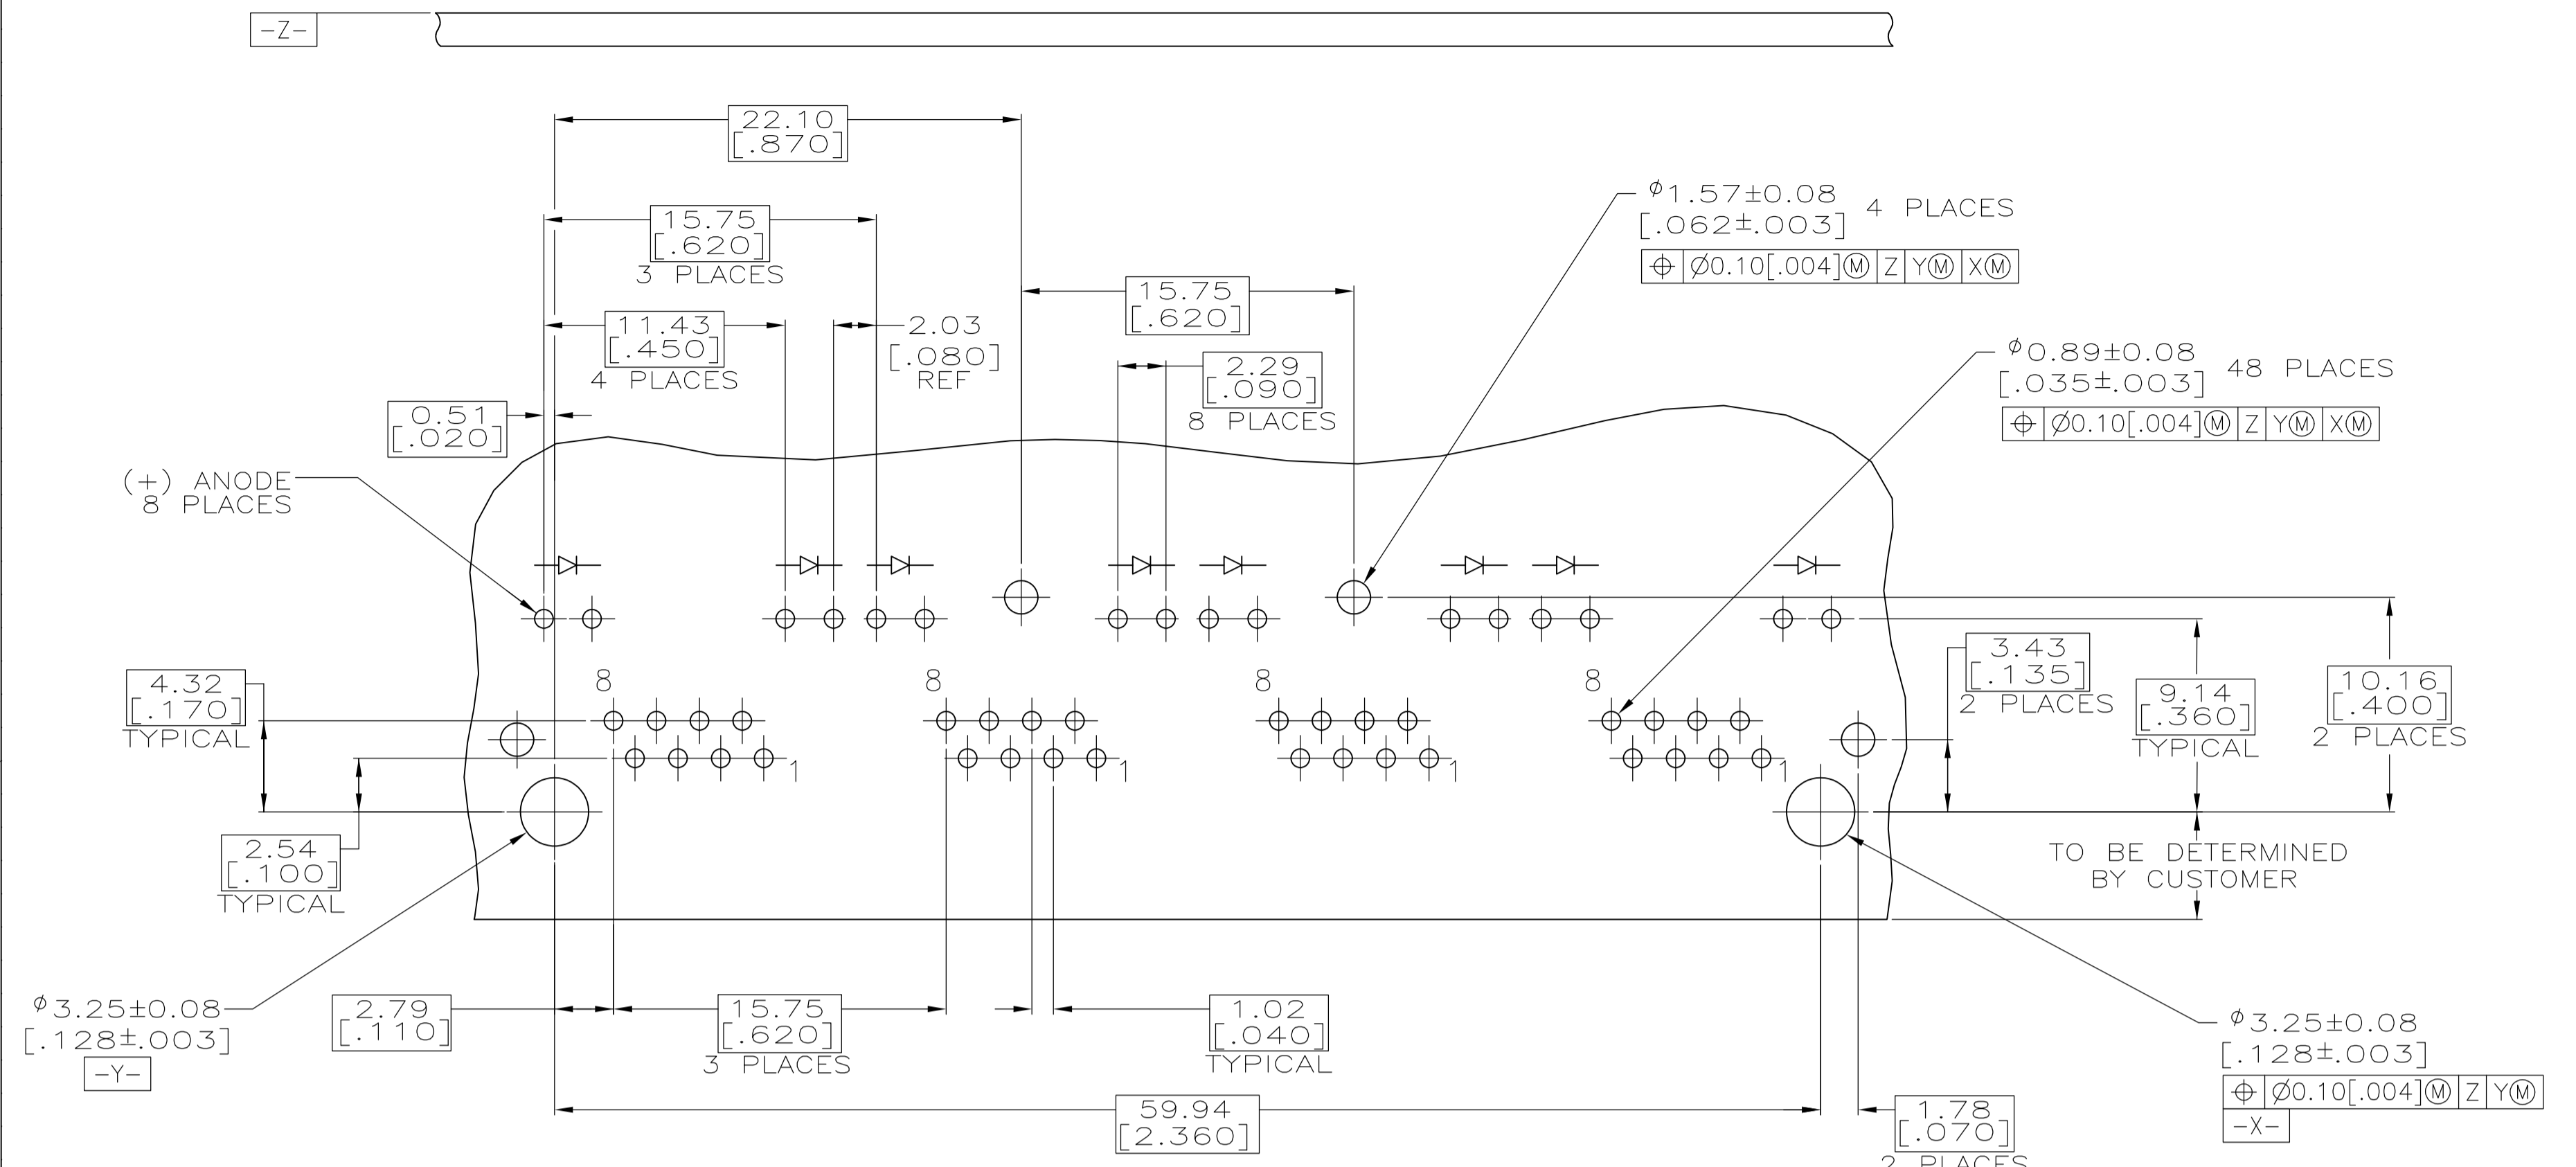 -Z-
22.10
[.870]
15.75
[.620]
3 PLACES
11.43
[.450]
4 PLACES
2.03
[.080]
REF
15.75
[.620]
2.29
[.090]
8 PLACES
0.51
[.020]
(+) ANODE
8 PLACES
⌀1.57±0.08
[.062±.003]
4 PLACES
⌖ Ø0.10[.004]Ⓜ Z YⓂ XⓂ
⌀0.89±0.08
[.035±.003]
48 PLACES
⌖ Ø0.10[.004]Ⓜ Z YⓂ XⓂ
4.32
[.170]
TYPICAL
8
8
8
8
1
1
1
1
3.43
[.135]
2 PLACES
9.14
[.360]
TYPICAL
10.16
[.400]
2 PLACES
2.54
[.100]
TYPICAL
TO BE DETERMINED
BY CUSTOMER
⌀3.25±0.08
[.128±.003]
-Y-
2.79
[.110]
15.75
[.620]
3 PLACES
1.02
[.040]
TYPICAL
59.94
[2.360]
1.78
[.070]
2 PLACES
⌀3.25±0.08
[.128±.003]
⌖ Ø0.10[.004]Ⓜ Z YⓂ
-X-